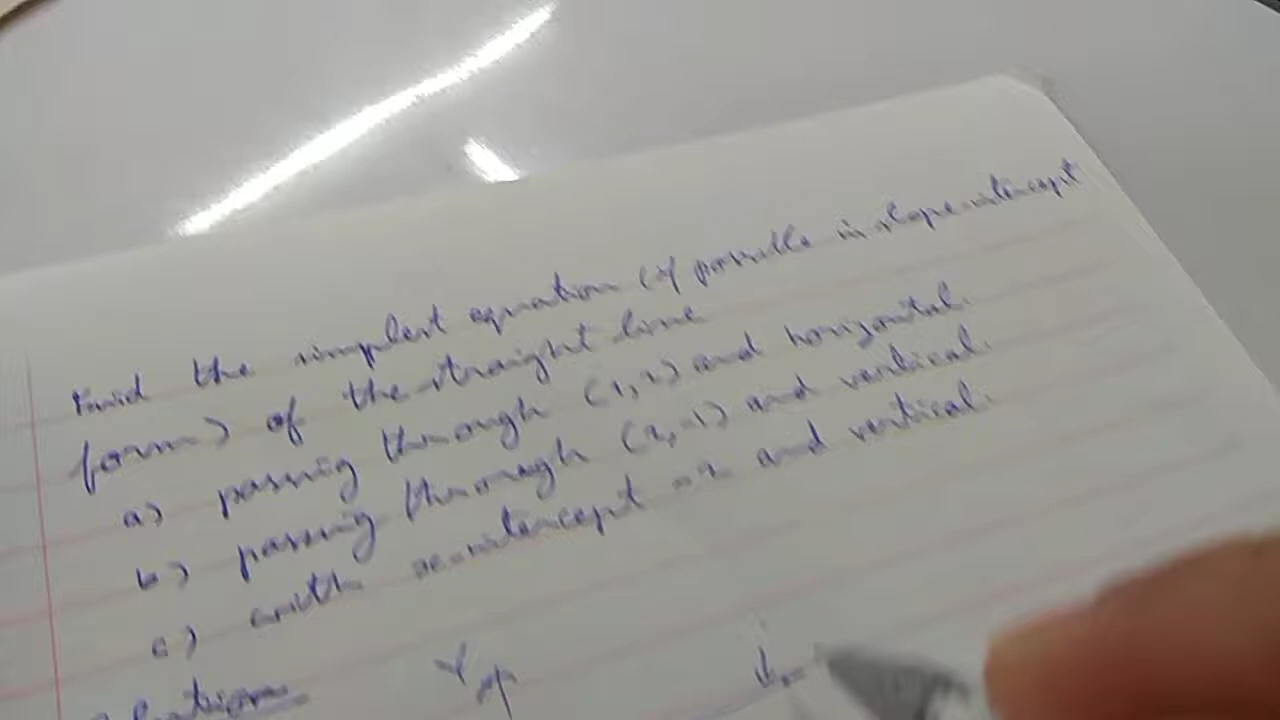 Find the simplest equation (if possible in slope-intercept
form) of the straight line
a) passing through (1,2) and horizontal.
b) passing through (2,-1) and vertical.
c) with x-intercept -2 and vertical.